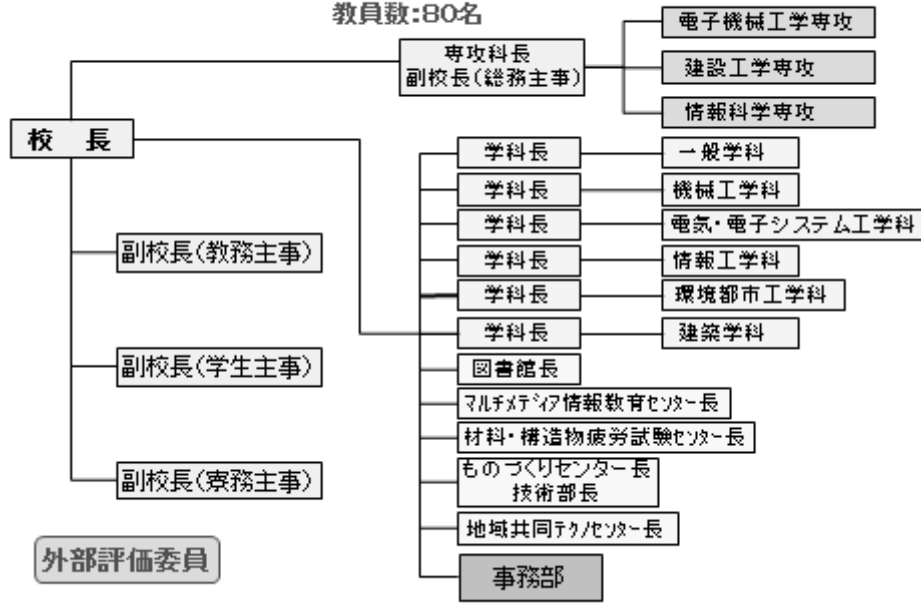 教員数:80名
専攻科長
副校長(総務主事)
電子機械工学専攻
建設工学専攻
情報科学専攻
校 長
副校長(教務主事)
副校長(学生主事)
副校長(寮務主事)
学科長
一般学科
学科長
機械工学科
学科長
電気・電子システム工学科
学科長
情報工学科
学科長
環境都市工学科
学科長
建築学科
図書館長
マルチメディア情報教育センター長
材料・構造物疲労試験センター長
ものづくりセンター長
技術部長
地域共同テクノセンター長
事務部
外部評価委員